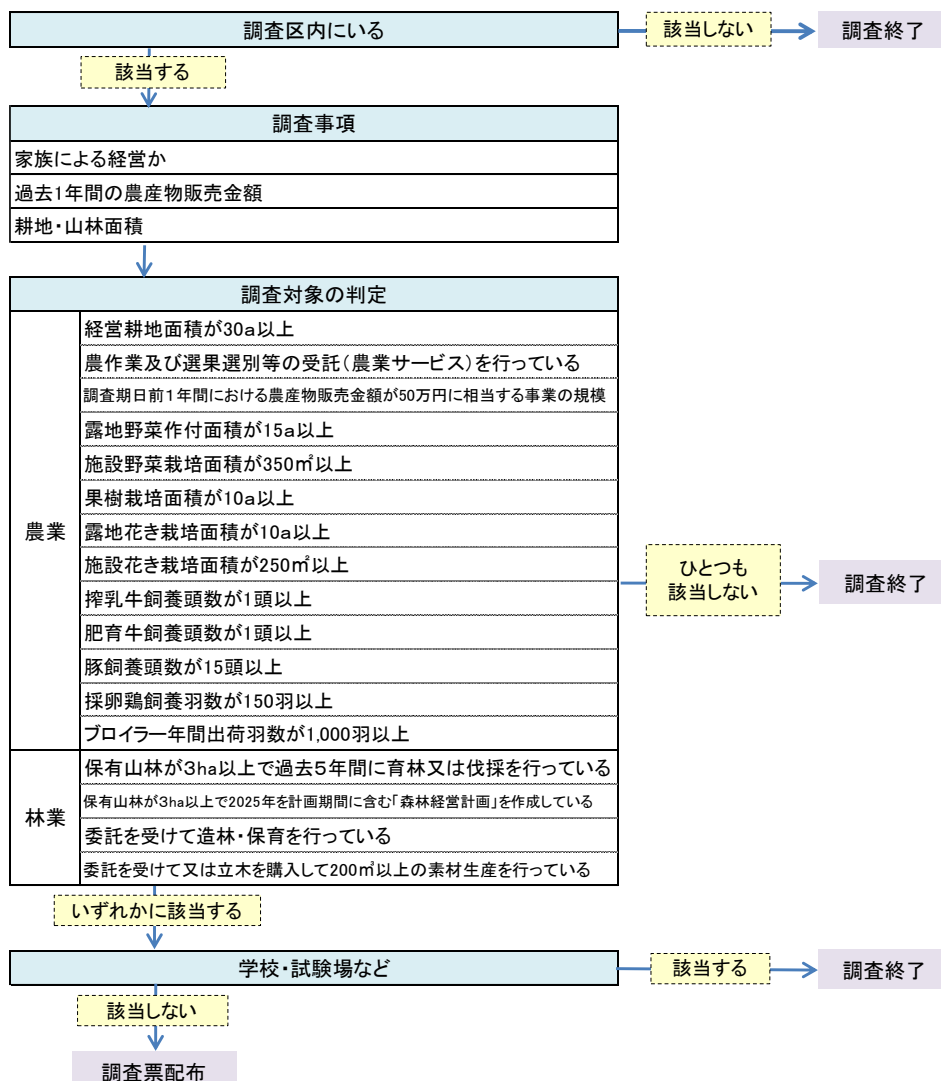 調査区内にいる
該当しない
調査終了
該当する
調査事項
家族による経営か
過去1年間の農産物販売金額
耕地・山林面積
調査対象の判定
農業
経営耕地面積が30a以上
農作業及び選果選別等の受託(農業サービス)を行っている
調査期日前1年間における農産物販売金額が50万円に相当する事業の規模
露地野菜作付面積が15a以上
施設野菜栽培面積が350㎡以上
果樹栽培面積が10a以上
露地花き栽培面積が10a以上
施設花き栽培面積が250㎡以上
搾乳牛飼養頭数が1頭以上
肥育牛飼養頭数が1頭以上
豚飼養頭数が15頭以上
採卵鶏飼養羽数が150羽以上
ブロイラー年間出荷羽数が1,000羽以上
ひとつも
該当しない
調査終了
林業
保有山林が3ha以上で過去5年間に育林又は伐採を行っている
保有山林が3ha以上で2025年を計画期間に含む「森林経営計画」を作成している
委託を受けて造林・保育を行っている
委託を受けて又は立木を購入して200㎥以上の素材生産を行っている
いずれかに該当する
学校・試験場など
該当する
調査終了
該当しない
調査票配布